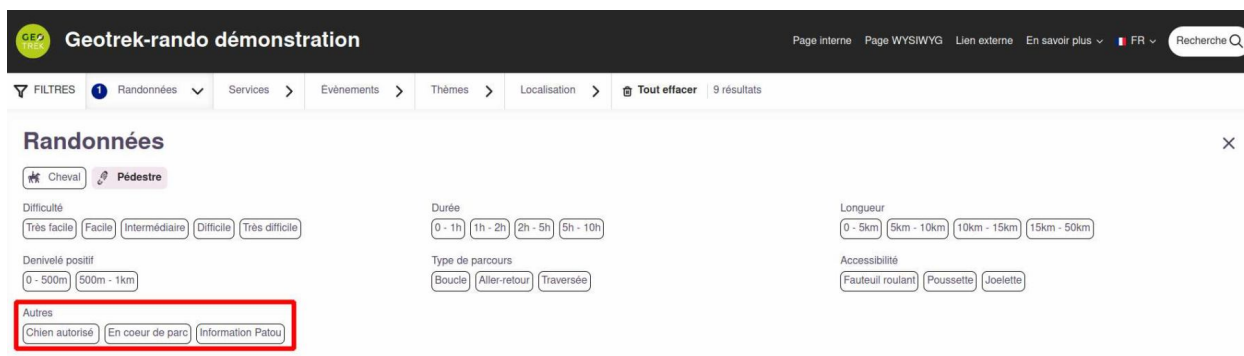 GEO
TREK
Geotrek-rando démonstration
Page interne Page WYSIWYG Lien externe En savoir plus FR Recherche
FILTRES 1 Randonnées Services Evènements Thèmes Localisation Tout effacer 9 résultats
Randonnées
Cheval Pédestre
Difficulté Durée Longueur
Très facile Facile Intermédiaire Difficile Très difficile 0 - 1h 1h - 2h 2h - 5h 5h - 10h 0 - 5km 5km - 10km 10km - 15km 15km - 50km
Denivelé positif Type de parcours Accessibilité
0 - 500m 500m - 1km Boucle Aller-retour Traversée Fauteuil roulant Poussette Joelette
Autres
Chien autorisé En coeur de parc Information Patou